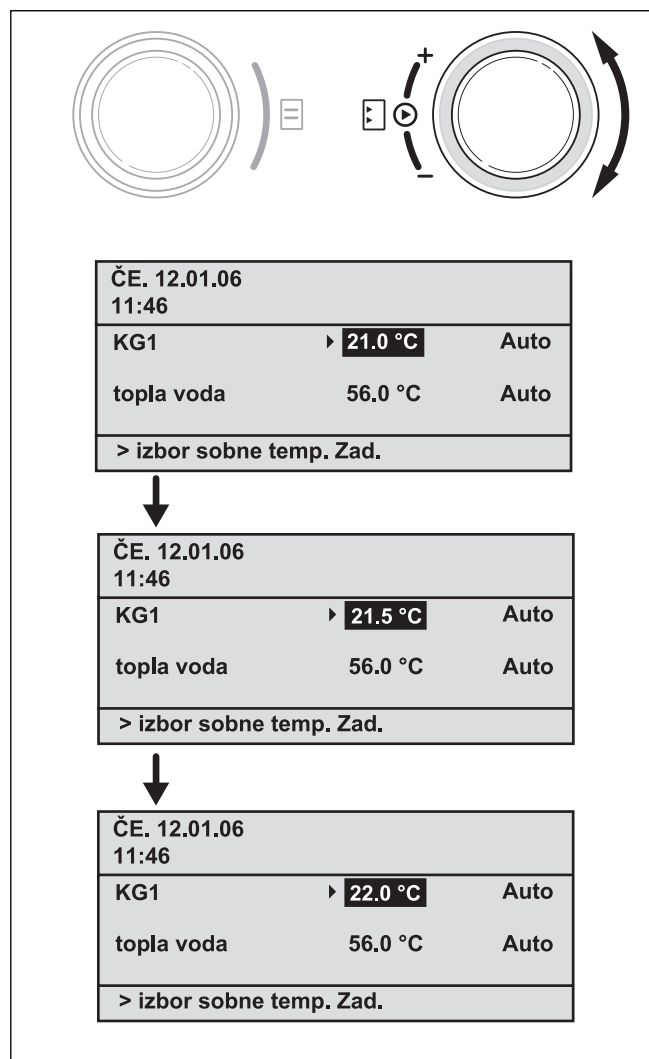 +
−
ČE. 12.01.06
11:46
KG1 21.0 °C Auto
topla voda 56.0 °C Auto
> izbor sobne temp. Zad.
ČE. 12.01.06
11:46
KG1 21.5 °C Auto
topla voda 56.0 °C Auto
> izbor sobne temp. Zad.
ČE. 12.01.06
11:46
KG1 22.0 °C Auto
topla voda 56.0 °C Auto
> izbor sobne temp. Zad.